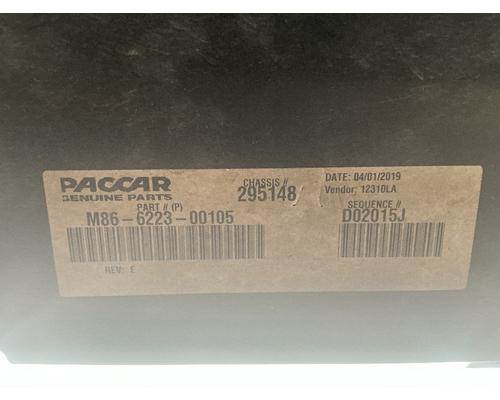 PACCAR
GENUINE PARTS
CHASSIS #
295148
DATE: 04/01/2019
Vendor: 12310LA
PART # (P)
M86-6223-00105
SEQUENCE #
D02015J
REV: E